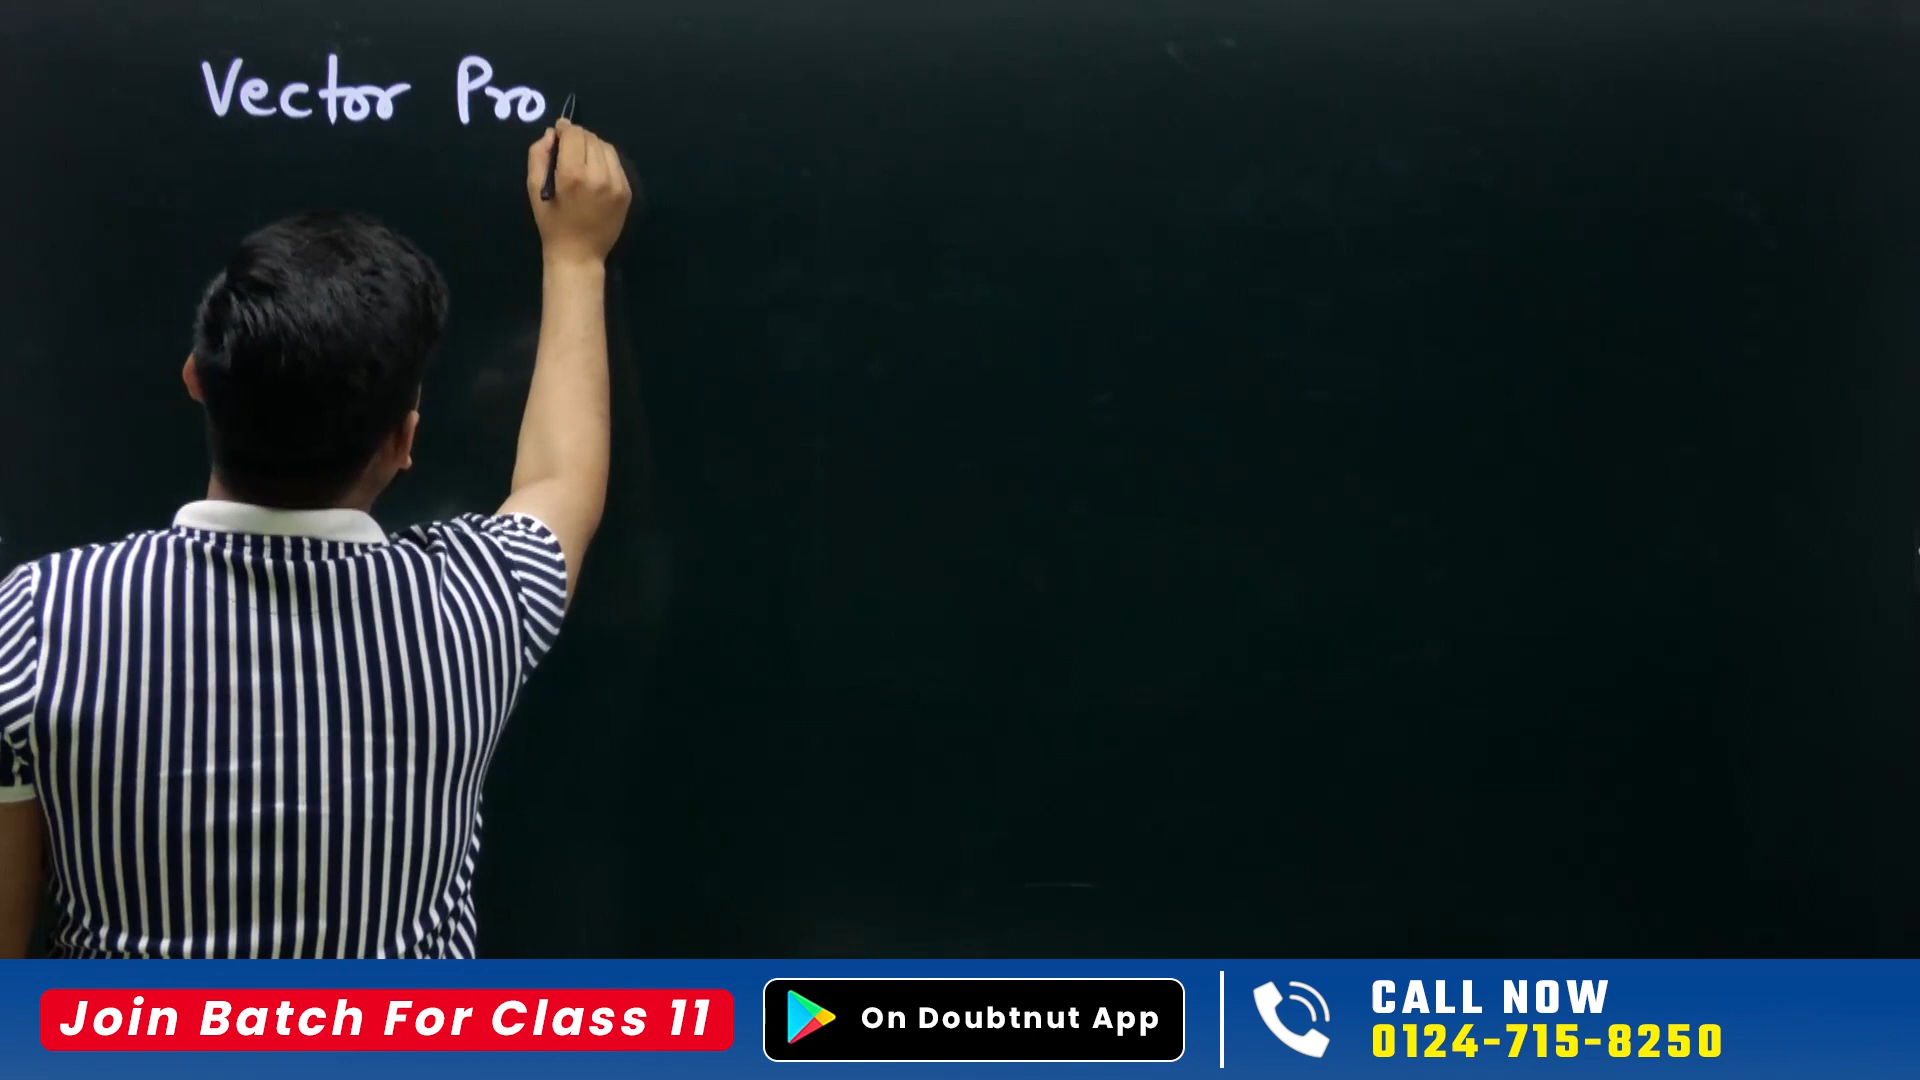 Vector Pro
Join Batch For Class 11
On Doubtnut App
CALL NOW
0124-715-8250